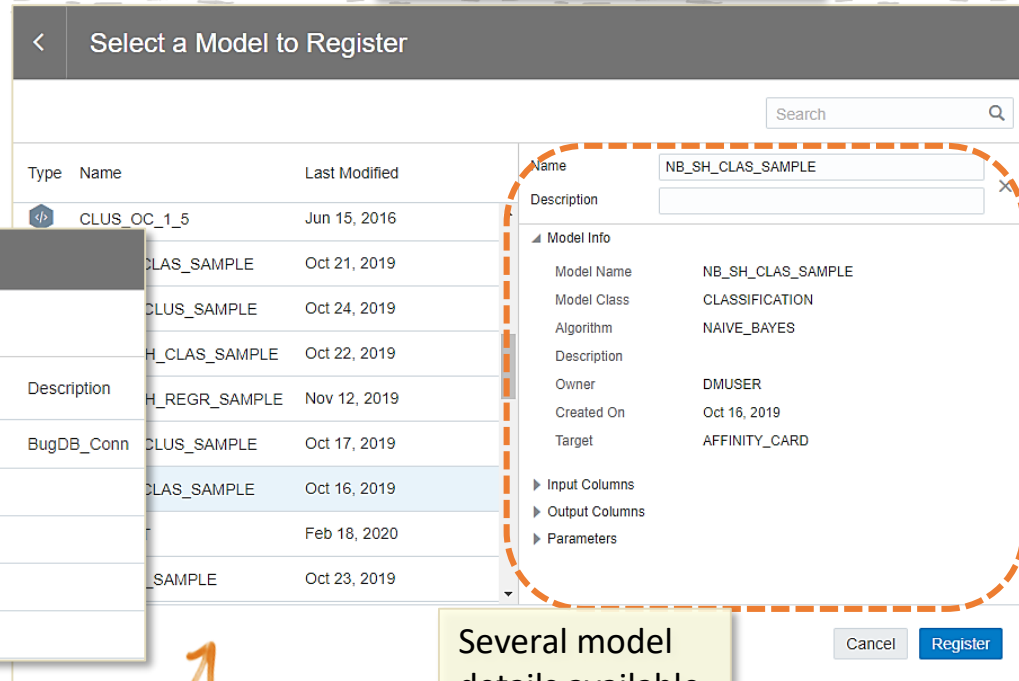 Select a Model to Register
Search
Type Name Last Modified
CLUS_OC_1_5 Jun 15, 2016
CLAS_SAMPLE Oct 21, 2019
CLUS_SAMPLE Oct 24, 2019
H_CLAS_SAMPLE Oct 22, 2019
H_REGR_SAMPLE Nov 12, 2019
CLUS_SAMPLE Oct 17, 2019
CLAS_SAMPLE Oct 16, 2019
Feb 18, 2020
_SAMPLE Oct 23, 2019
Description
BugDB_Conn
Name NB_SH_CLAS_SAMPLE
Description
Model Info
Model Name NB_SH_CLAS_SAMPLE
Model Class CLASSIFICATION
Algorithm NAIVE_BAYES
Description
Owner DMUSER
Created On Oct 16, 2019
Target AFFINITY_CARD
Input Columns
Output Columns
Parameters
Several model
details available
Cancel Register